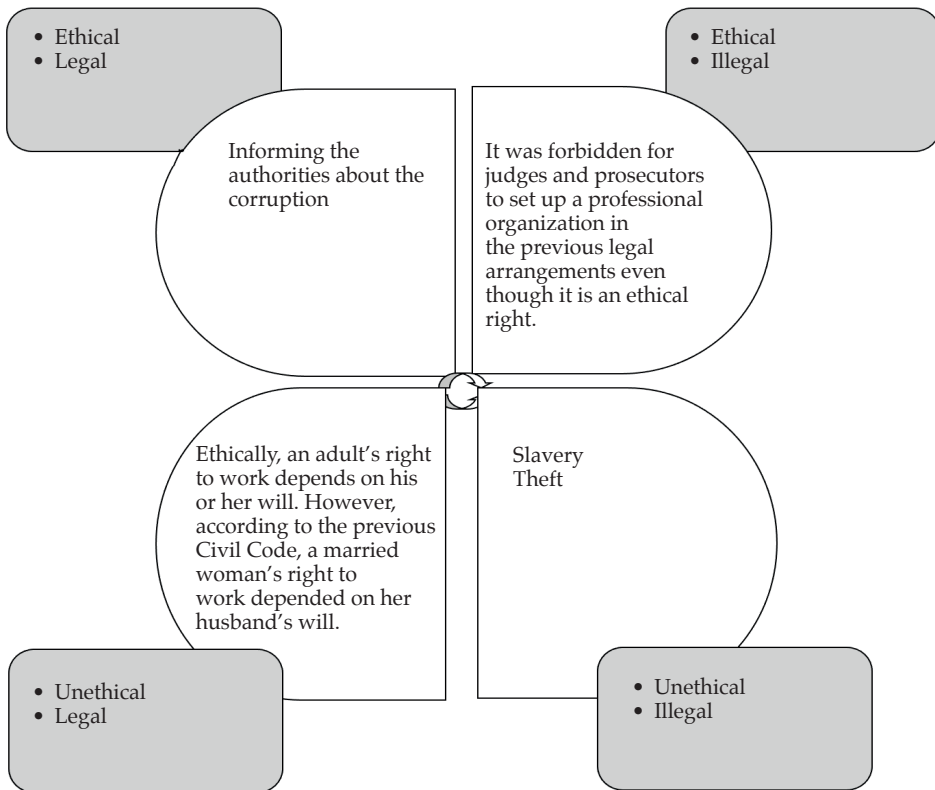 • Ethical
• Legal
• Ethical
• Illegal
Informing the
authorities about the
corruption
It was forbidden for
judges and prosecutors
to set up a professional
organization in
the previous legal
arrangements even
though it is an ethical
right.
Ethically, an adult’s right
to work depends on his
or her will. However,
according to the previous
Civil Code, a married
woman’s right to
work depended on her
husband’s will.
Slavery
Theft
• Unethical
• Legal
• Unethical
• Illegal